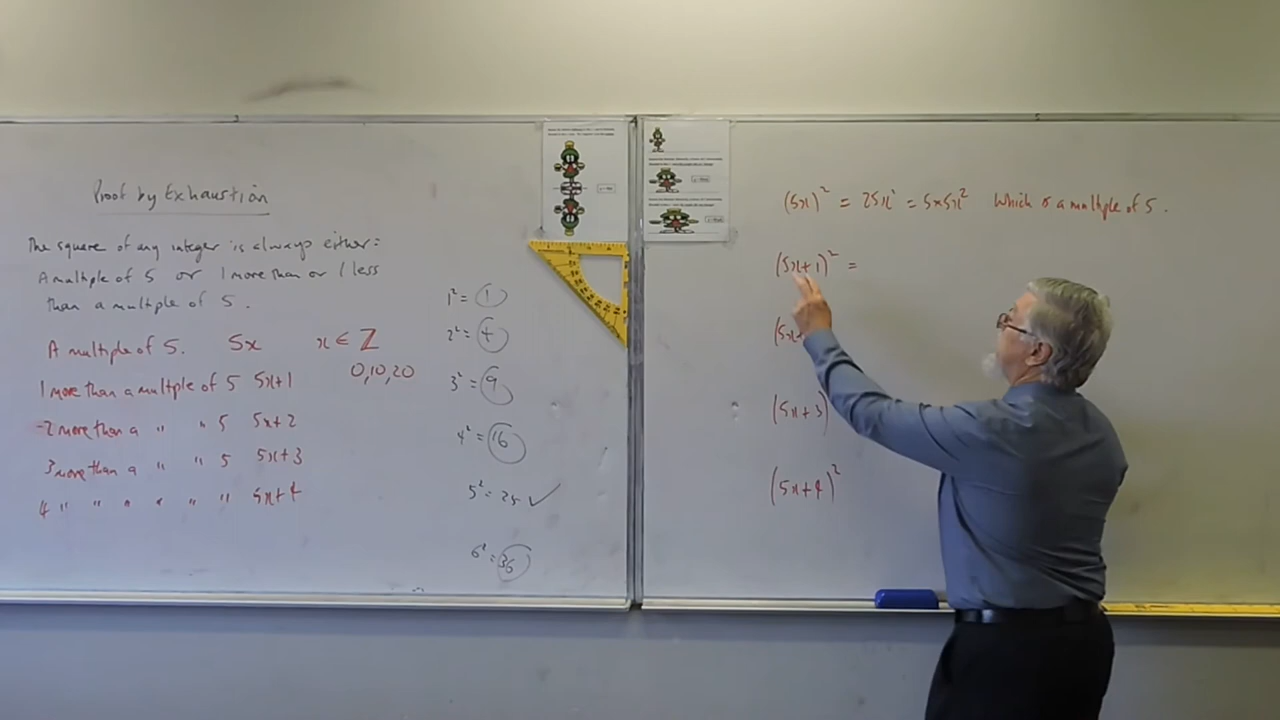 Proof by Exhaustion
The square of any integer is always either:
A multiple of 5 or 1 more than or 1 less
than a multiple of 5.
A multiple of 5. 5x x ∈ ℤ
0,10,20
1 more than a multiple of 5 5x+1
2 more than a " " 5 5x+2
3 more than a " " 5 5x+3
4 " " " " " " 5x+4
1² = 1
2² = 4
3² = 9
4² = 16
5² = 25 ✓
6² = 36
(5x)² = 25x² = 5×5x² which is a multiple of 5.
(5x+1)² =
(5x+
(5x+3)
(5x+4)²